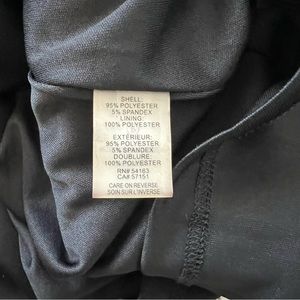 SHELL:
95% POLYESTER
5% SPANDEX
LINING:
100% POLYESTER
EXTÉRIEUR:
95% POLYESTER
5% SPANDEX
DOUBLURE:
100% POLYESTER
RN# 54163
CA# 57151
CARE ON REVERSE
SOIN SUR L'INVERSE